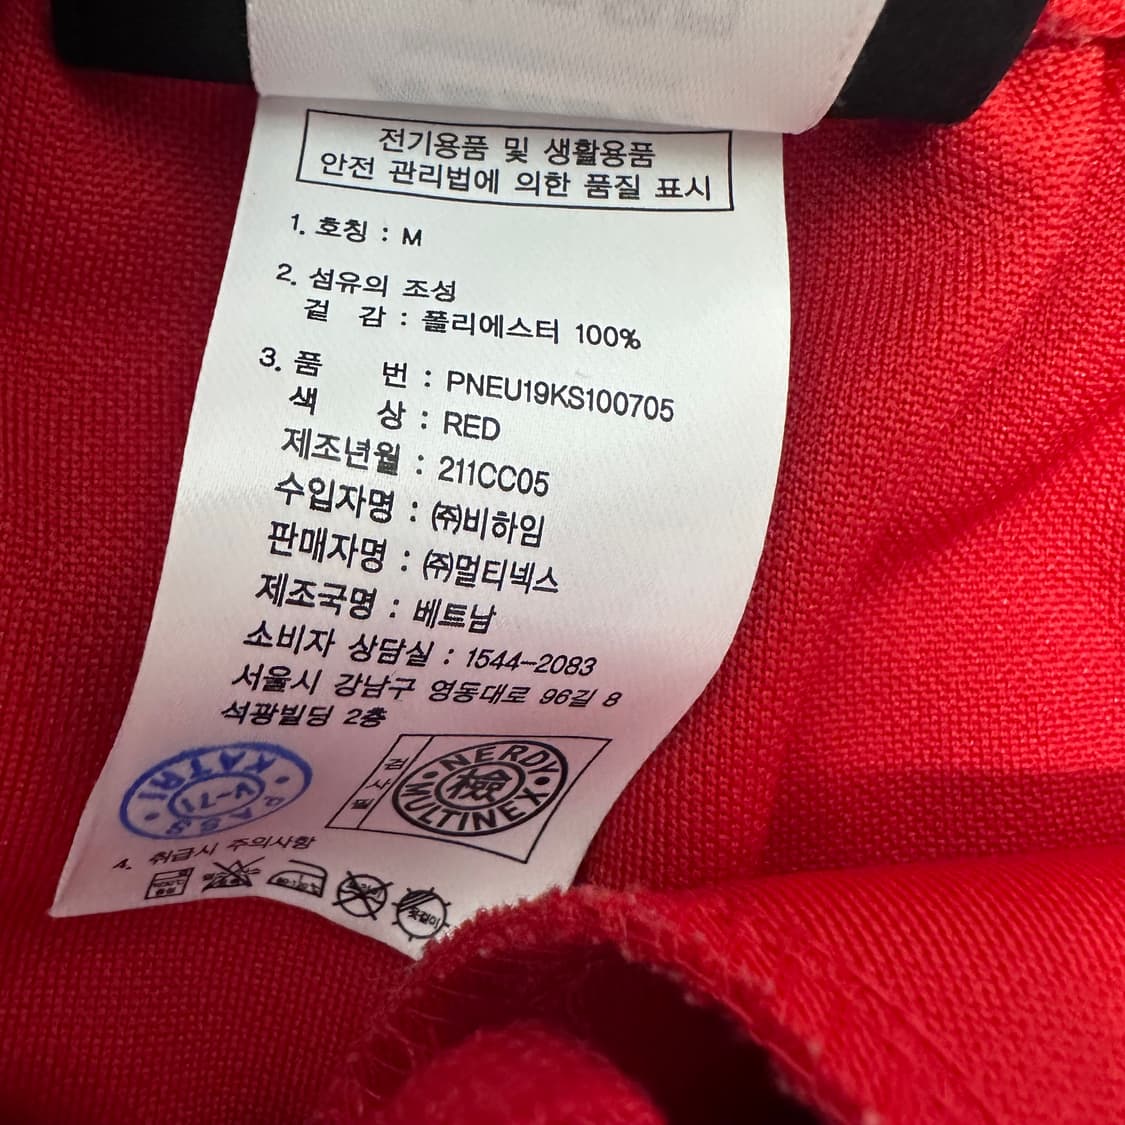 전기용품 및 생활용품
안전 관리법에 의한 품질 표시
1. 호칭 : M
2. 섬유의 조성
겉 감 : 폴리에스터 100%
3. 품 번 : PNEU19KS100705
색 상 : RED
제조년월 : 211CC05
수입자명 : ㈜비하임
판매자명 : ㈜멀티넥스
제조국명 : 베트남
소비자 상담실 : 1544-2083
서울시 강남구 영동대로 96길 8
석광빌딩 2층
KATRI
V-71
검사필
NERDY
檢
MULTINEX
4. 취급시 주의사항
옷걸이